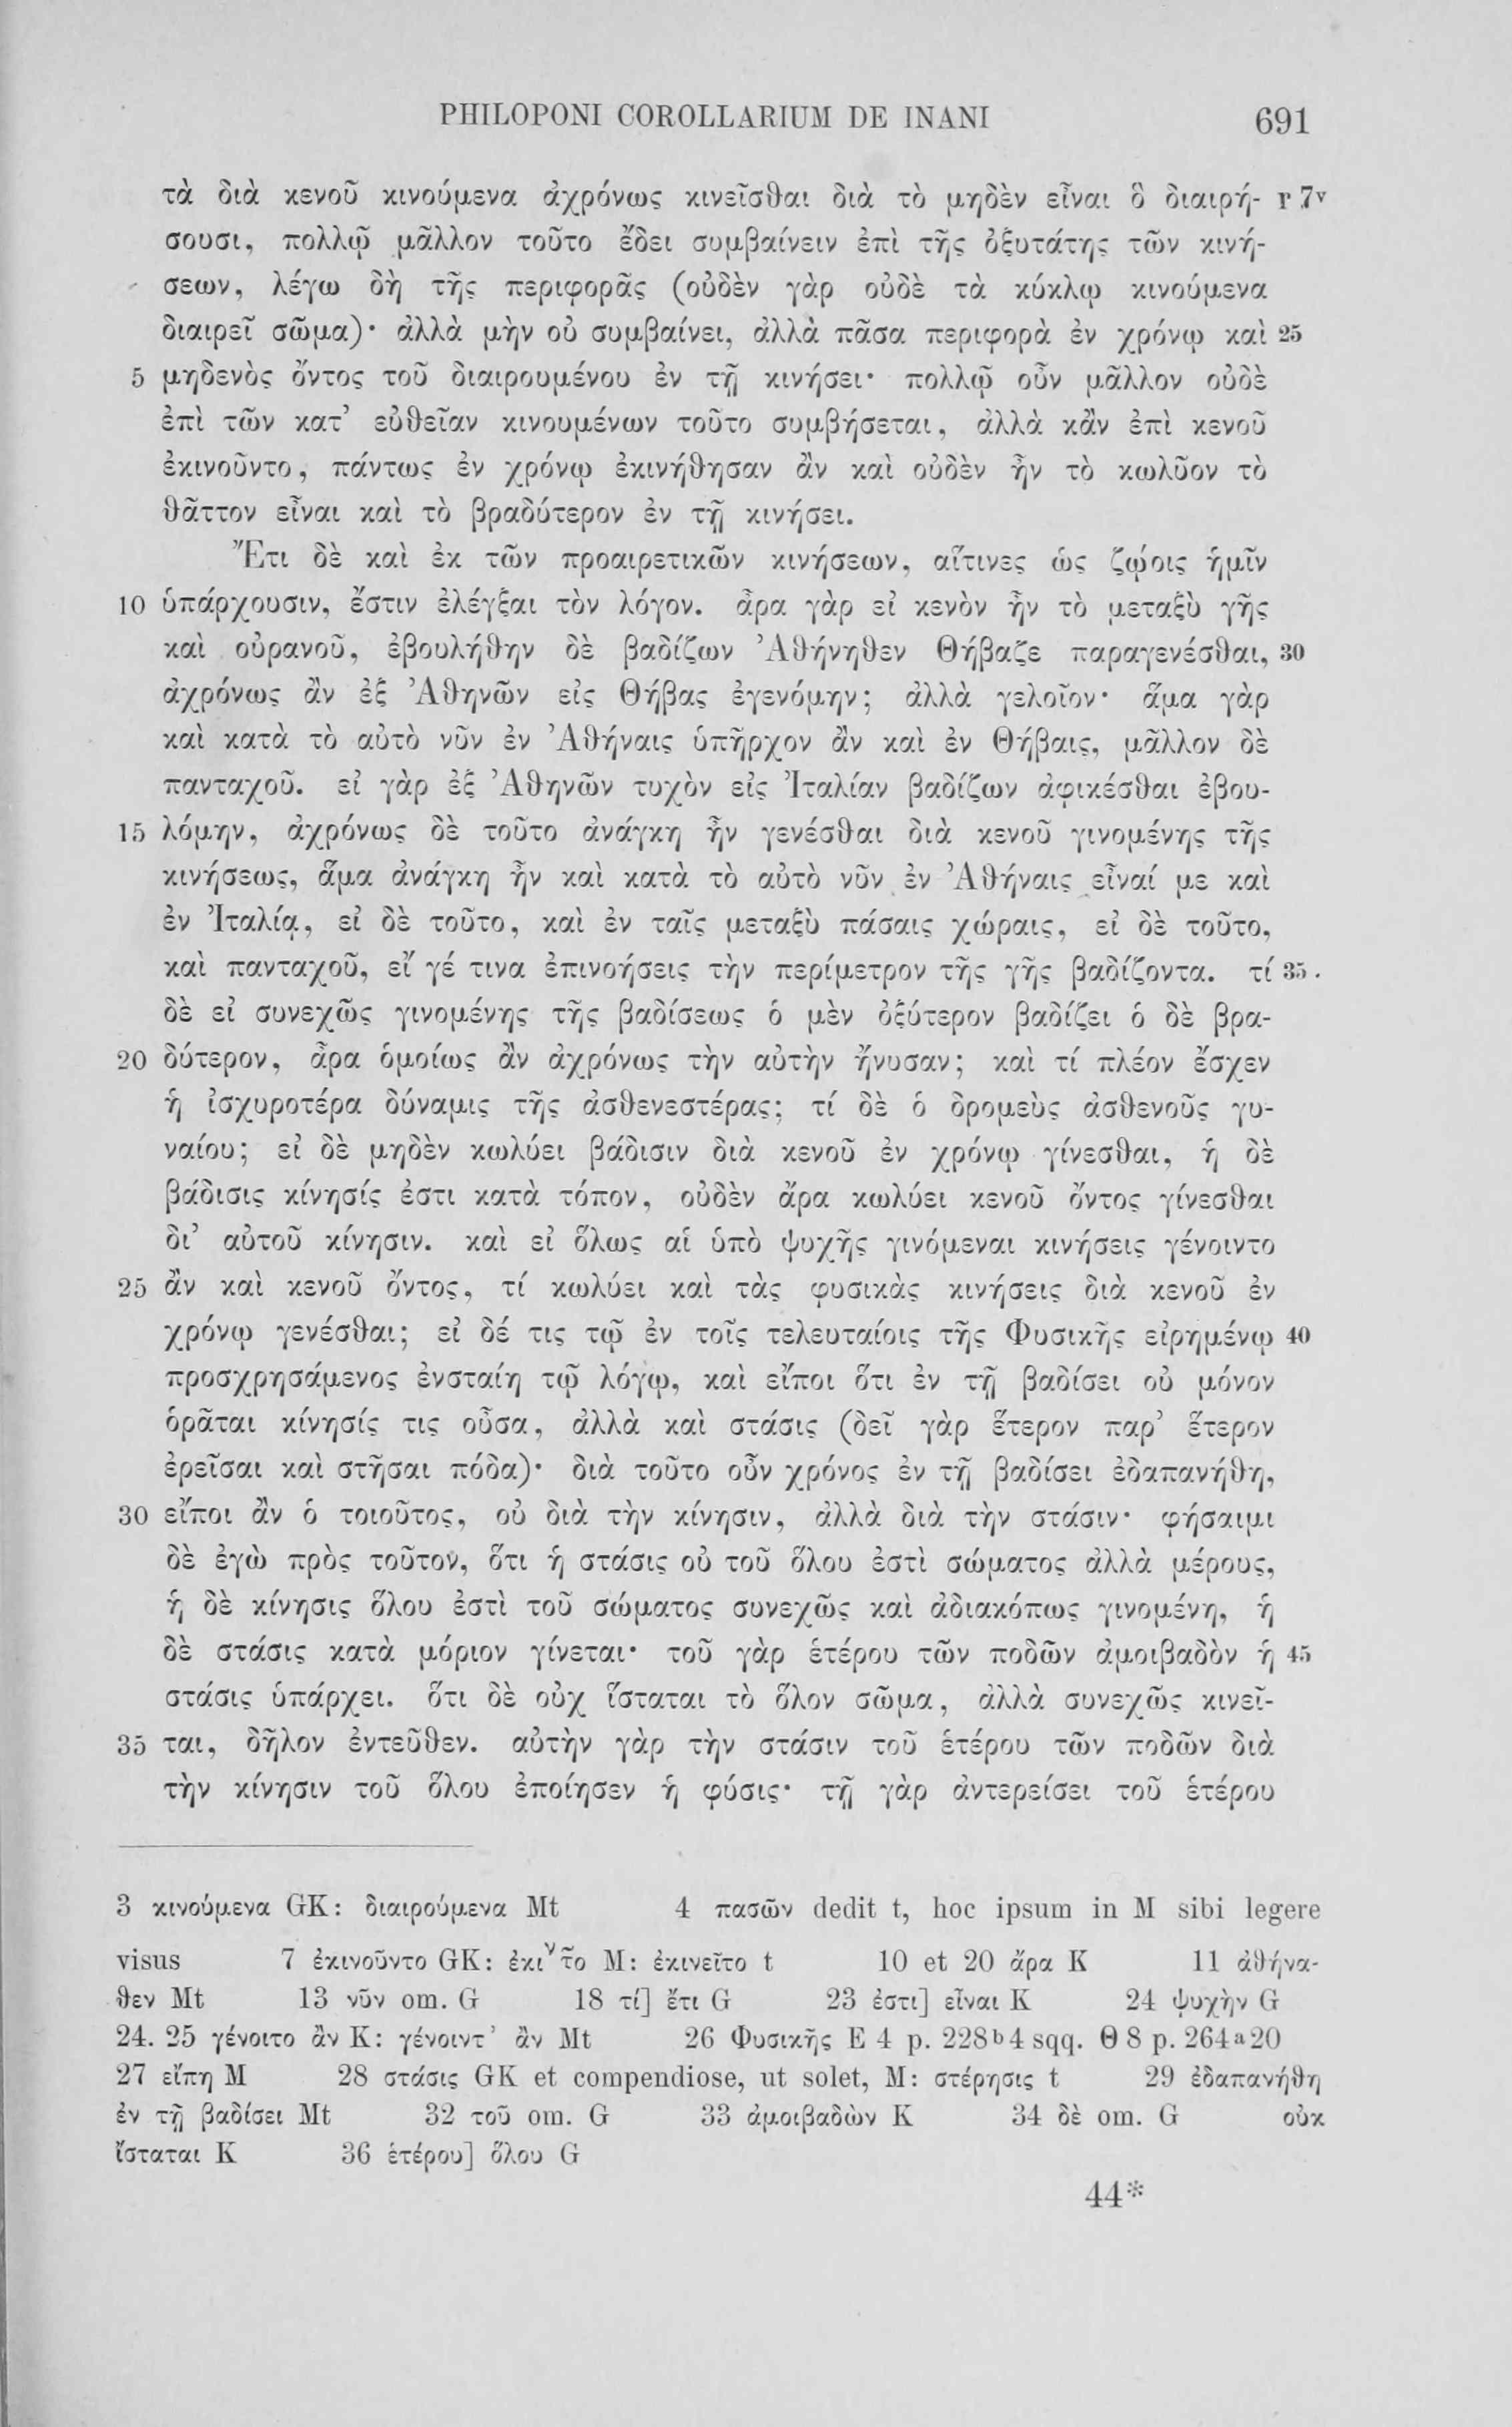 PHILOPONI COROLLARIUM DE INANI 691
τὰ διὰ κενοῦ κινούμενα ἀχρόνως κινεῖσθαι διὰ τὸ μηδὲν εἶναι ὃ διαιρή- r 7v
σουσι, πολλῷ μᾶλλον τοῦτο ἔδει συμβαίνειν ἐπὶ τῆς ὀξυτάτης τῶν κινή-
σεων, λέγω δὴ τῆς περιφορᾶς (οὐδὲν γὰρ οὐδὲ τὰ κύκλῳ κινούμενα
διαιρεῖ σῶμα)· ἀλλὰ μὴν οὐ συμβαίνει, ἀλλὰ πᾶσα περιφορὰ ἐν χρόνῳ καὶ 25
5 μηδενὸς ὄντος τοῦ διαιρουμένου ἐν τῇ κινήσει· πολλῷ οὖν μᾶλλον οὐδὲ
ἐπὶ τῶν κατ’ εὐθεῖαν κινουμένων τοῦτο συμβήσεται, ἀλλὰ κἂν ἐπὶ κενοῦ
ἐκινοῦντο, πάντως ἐν χρόνῳ ἐκινήθησαν ἂν καὶ οὐδὲν ἦν τὸ κωλῦον τὸ
θᾶττον εἶναι καὶ τὸ βραδύτερον ἐν τῇ κινήσει.
Ἔτι δὲ καὶ ἐκ τῶν προαιρετικῶν κινήσεων, αἵτινες ὡς ζῴοις ἡμῖν
10 ὑπάρχουσιν, ἔστιν ἐλέγξαι τὸν λόγον. ἆρα γὰρ εἰ κενὸν ἦν τὸ μεταξὺ γῆς
καὶ οὐρανοῦ, ἐβουλήθην δὲ βαδίζων Ἀθήνηθεν Θήβαζε παραγενέσθαι, 30
ἀχρόνως ἂν ἐξ Ἀθηνῶν εἰς Θήβας ἐγενόμην; ἀλλὰ γελοῖον· ἅμα γὰρ
καὶ κατὰ τὸ αὐτὸ νῦν ἐν Ἀθήναις ὑπῆρχον ἂν καὶ ἐν Θήβαις, μᾶλλον δὲ
πανταχοῦ. εἰ γὰρ ἐξ Ἀθηνῶν τυχὸν εἰς Ἰταλίαν βαδίζων ἀφικέσθαι ἐβου-
15 λόμην, ἀχρόνως δὲ τοῦτο ἀνάγκη ἦν γενέσθαι διὰ κενοῦ γινομένης τῆς
κινήσεως, ἅμα ἀνάγκη ἦν καὶ κατὰ τὸ αὐτὸ νῦν ἐν Ἀθήναις εἶναί με καὶ
ἐν Ἰταλίᾳ, εἰ δὲ τοῦτο, καὶ ἐν ταῖς μεταξὺ πάσαις χώραις, εἰ δὲ τοῦτο,
καὶ πανταχοῦ, εἴ γέ τινα ἐπινοήσεις τὴν περίμετρον τῆς γῆς βαδίζοντα. τί 35
δὲ εἰ συνεχῶς γινομένης τῆς βαδίσεως ὁ μὲν ὀξύτερον βαδίζει ὁ δὲ βρα-
20 δύτερον, ἆρα ὁμοίως ἂν ἀχρόνως τὴν αὐτὴν ἤνυσαν; καὶ τί πλέον ἔσχεν
ἡ ἰσχυροτέρα δύναμις τῆς ἀσθενεστέρας; τί δὲ ὁ δρομεὺς ἀσθενοῦς γυ-
ναίου; εἰ δὲ μηδὲν κωλύει βάδισιν διὰ κενοῦ ἐν χρόνῳ γίνεσθαι, ἡ δὲ
βάδισις κίνησίς ἐστι κατὰ τόπον, οὐδὲν ἄρα κωλύει κενοῦ ὄντος γίνεσθαι
δι’ αὐτοῦ κίνησιν. καὶ εἰ ὅλως αἱ ὑπὸ ψυχῆς γινόμεναι κινήσεις γένοιντο
25 ἂν καὶ κενοῦ ὄντος, τί κωλύει καὶ τὰς φυσικὰς κινήσεις διὰ κενοῦ ἐν
χρόνῳ γενέσθαι; εἰ δέ τις τῷ ἐν τοῖς τελευταίοις τῆς Φυσικῆς εἰρημένῳ 40
προσχρησάμενος ἐνσταίη τῷ λόγῳ, καὶ εἴποι ὅτι ἐν τῇ βαδίσει οὐ μόνον
ὁρᾶται κίνησίς τις οὖσα, ἀλλὰ καὶ στάσις (δεῖ γὰρ ἕτερον παρ’ ἕτερον
ἐρεῖσαι καὶ στῆσαι πόδα)· διὰ τοῦτο οὖν χρόνος ἐν τῇ βαδίσει ἐδαπανήθη,
30 εἴποι ἂν ὁ τοιοῦτος, οὐ διὰ τὴν κίνησιν, ἀλλὰ διὰ τὴν στάσιν· φήσαιμι
δὲ ἐγὼ πρὸς τοῦτον, ὅτι ἡ στάσις οὐ τοῦ ὅλου ἐστὶ σώματος ἀλλὰ μέρους,
ἡ δὲ κίνησις ὅλου ἐστὶ τοῦ σώματος συνεχῶς καὶ ἀδιακόπως γινομένη, ἡ
δὲ στάσις κατὰ μόριον γίνεται· τοῦ γὰρ ἑτέρου τῶν ποδῶν ἀμοιβαδὸν ἡ 45
στάσις ὑπάρχει. ὅτι δὲ οὐχ ἵσταται τὸ ὅλον σῶμα, ἀλλὰ συνεχῶς κινεῖ-
35 ται, δῆλον ἐντεῦθεν. αὐτὴν γὰρ τὴν στάσιν τοῦ ἑτέρου τῶν ποδῶν διὰ
τὴν κίνησιν τοῦ ὅλου ἐποίησεν ἡ φύσις· τῇ γὰρ ἀντερείσει τοῦ ἑτέρου
3 κινούμενα GK: διαιρούμενα Mt 4 πασῶν dedit t, hoc ipsum in M sibi legere
visus 7 ἐκινοῦντο GK: ἐκιντο M: ἐκινεῖτο t 10 et 20 ἄρα K 11 ἀθήνα-
θεν Mt 13 νῦν om. G 18 τί] ἔτι G 23 ἐστι] εἶναι K 24 ψυχὴν G
24. 25 γένοιτο ἂν K: γένοιντ’ ἂν Mt 26 Φυσικῆς E 4 p. 228b4 sqq. Θ 8 p. 264a20
27 εἴπη M 28 στάσις GK et compendiose, ut solet, M: στέρησις t 29 ἐδαπανήθη
ἐν τῇ βαδίσει Mt 32 τοῦ om. G 33 ἀμοιβαδὼν K 34 δὲ om. G οὐκ
ἵσταται K 36 ἑτέρου] ὅλου G
44*